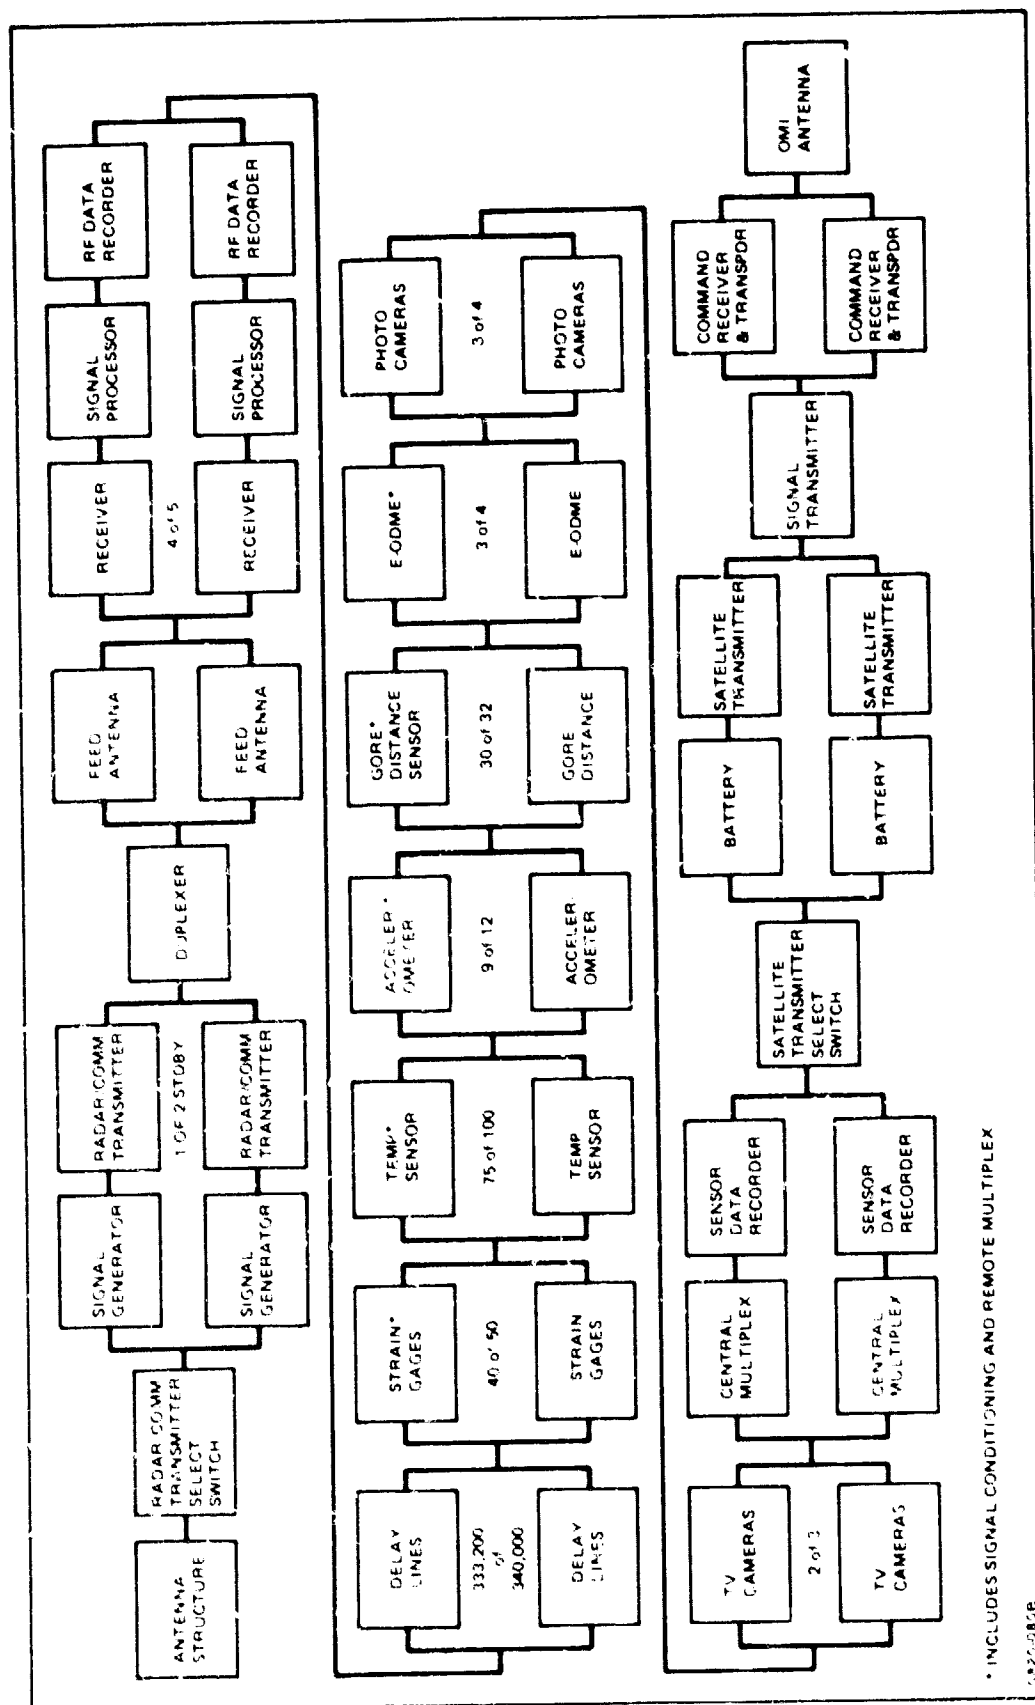 ANTENNA
STRUCTURE
RADAR COMM
TRANSMITTER
SELECT
SWITCH
SIGNAL
GENERATOR
SIGNAL
GENERATOR
RADAR/COMM
TRANSMITTER
1 OF 2 STDBY
RADAR/COMM
TRANSMITTER
DUPLEXER
FEED
ANTENNA
FEED
ANTENNA
RECEIVER
4 of 5
RECEIVER
SIGNAL
PROCESSOR
SIGNAL
PROCESSOR
RF DATA
RECORDER
RF DATA
RECORDER
DELAY
LINES
333,200
of
340,000
DELAY
LINES
STRAIN*
GAGES
40 of 50
STRAIN
GAGES
TEMP*
SENSOR
75 of 100
TEMP
SENSOR
ACCELER*
OMETER
9 of 12
ACCELER
OMETER
GORE*
DISTANCE
SENSOR
30 of 32
GORE
DISTANCE
E-ODME*
3 of 4
E-ODME
PHOTO
CAMERAS
3 of 4
PHOTO
CAMERAS
TV
CAMERAS
2 of 3
TV
CAMERAS
CENTRAL
MULTIPLEX
CENTRAL
MULTIPLEX
SENSOR
DATA
RECORDER
SENSOR
DATA
RECORDER
SATELLITE
TRANSMITTER
SELECT
SWITCH
BATTERY
BATTERY
SATELLITE
TRANSMITTER
SATELLITE
TRANSMITTER
SIGNAL
TRANSMITTER
COMMAND
RECEIVER
& TRANSPDR
COMMAND
RECEIVER
& TRANSPDR
OMI
ANTENNA
* INCLUDES SIGNAL CONDITIONING AND REMOTE MULTIPLEX